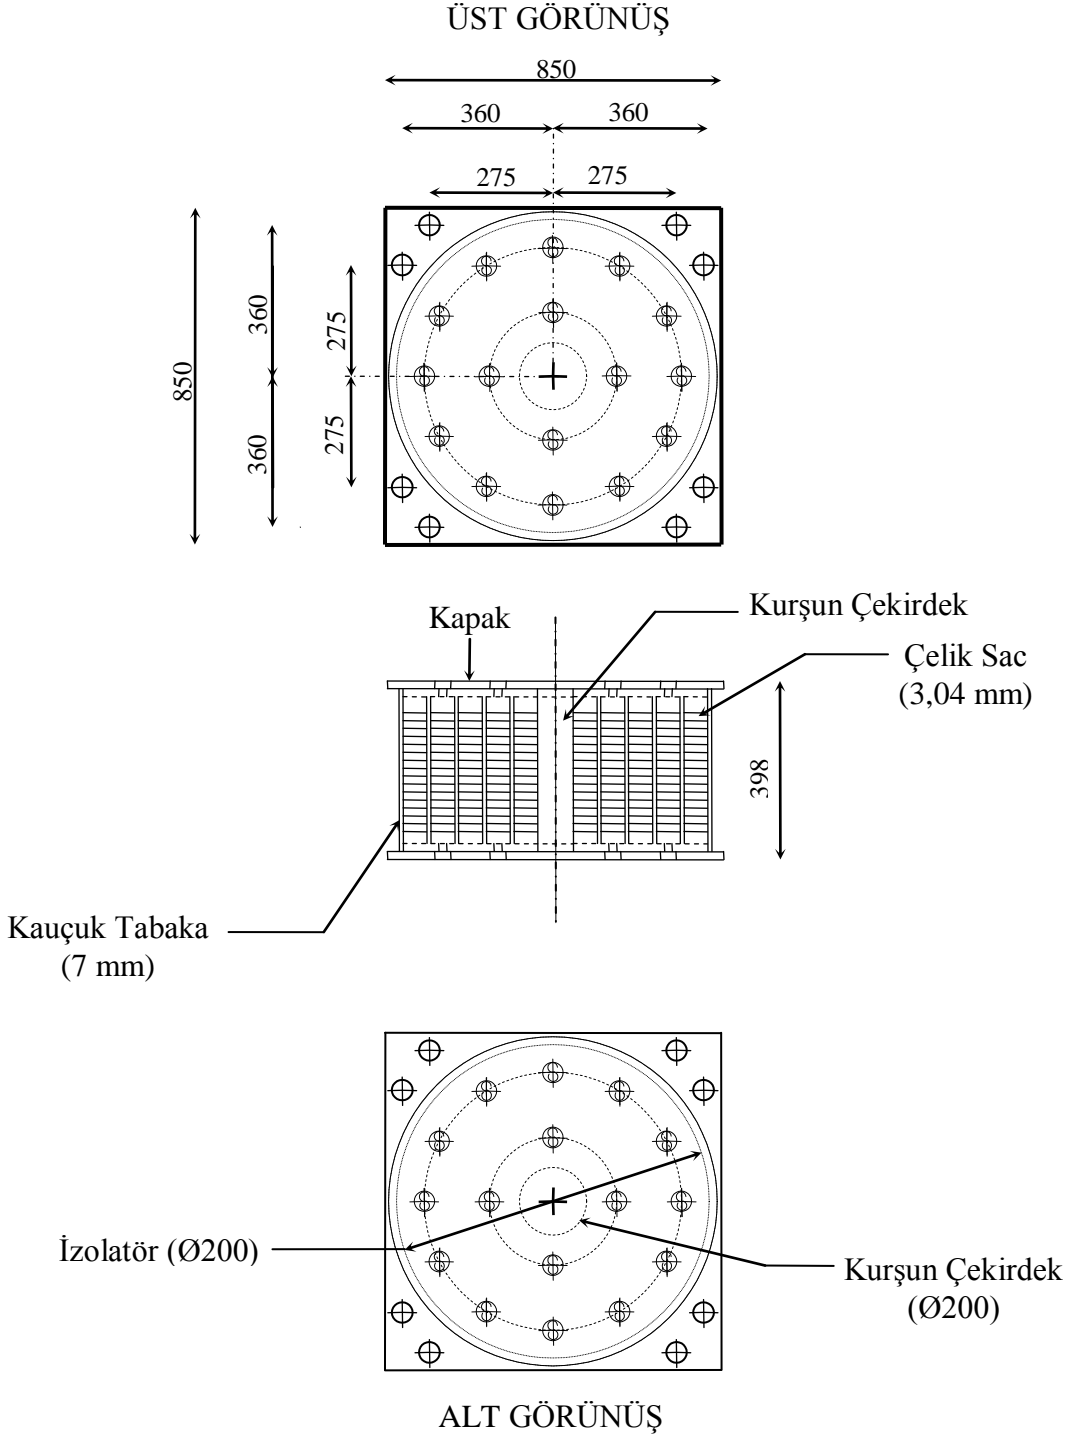 ÜST GÖRÜNÜŞ
850
360 360
275 275
850
360
275
360
275
Kapak
Kurşun Çekirdek
Çelik Sac
(3,04 mm)
398
Kauçuk Tabaka
(7 mm)
İzolatör (Ø200)
Kurşun Çekirdek
(Ø200)
ALT GÖRÜNÜŞ